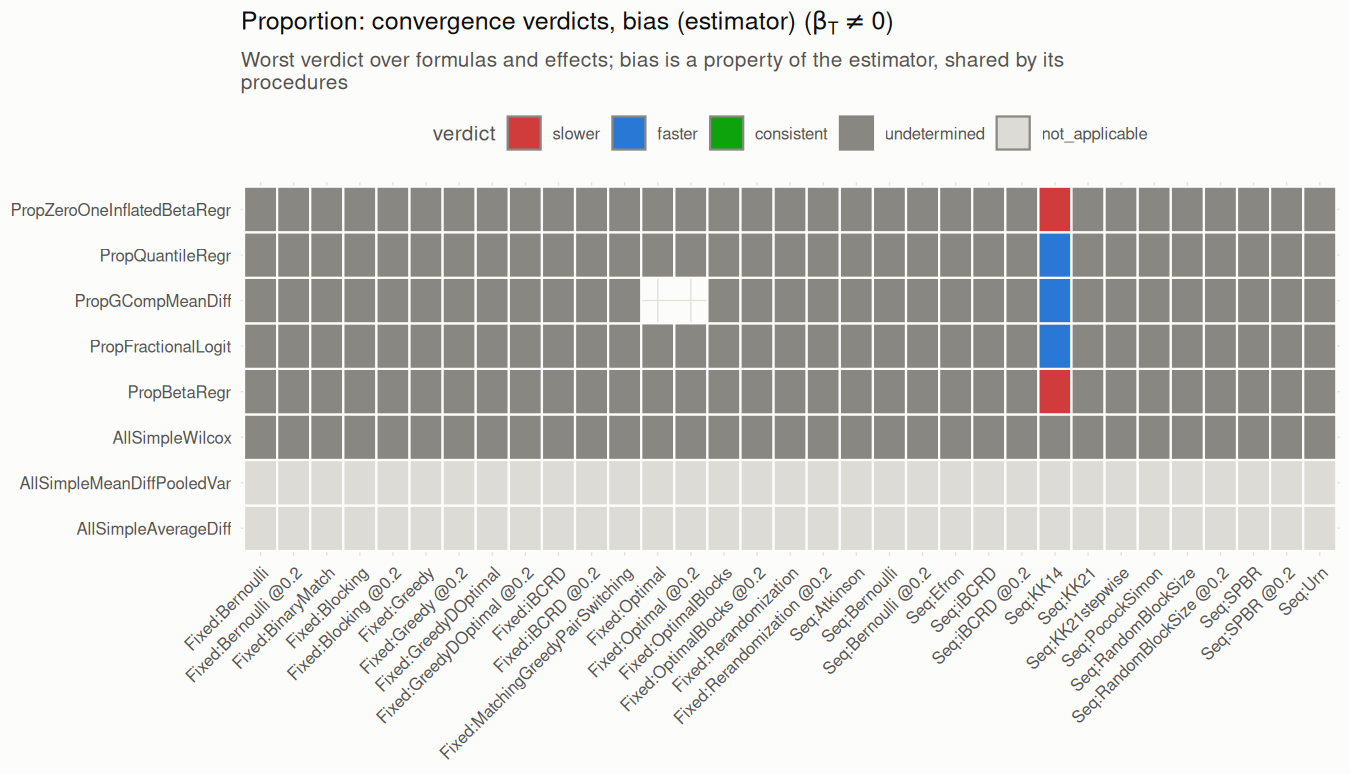 Proportion: convergence verdicts, bias (estimator) (βT ≠ 0)
Worst verdict over formulas and effects; bias is a property of the estimator, shared by its
procedures
verdict slower faster consistent undetermined not_applicable
PropZeroOneInflatedBetaRegr
PropQuantileRegr
PropGCompMeanDiff
PropFractionalLogit
PropBetaRegr
AllSimpleWilcox
AllSimpleMeanDiffPooledVar
AllSimpleAverageDiff
Fixed:Bernoulli
Fixed:Bernoulli @0.2
Fixed:BinaryMatch
Fixed:Blocking
Fixed:Blocking @0.2
Fixed:Greedy
Fixed:Greedy @0.2
Fixed:GreedyDOptimal
Fixed:GreedyDOptimal @0.2
Fixed:iBCRD
Fixed:iBCRD @0.2
Fixed:MatchingGreedyPairSwitching
Fixed:Optimal
Fixed:Optimal @0.2
Fixed:OptimalBlocks
Fixed:OptimalBlocks @0.2
Fixed:Rerandomization
Fixed:Rerandomization @0.2
Seq:Atkinson
Seq:Bernoulli
Seq:Bernoulli @0.2
Seq:Efron
Seq:iBCRD
Seq:iBCRD @0.2
Seq:KK14
Seq:KK21
Seq:KK21stepwise
Seq:PocockSimon
Seq:RandomBlockSize
Seq:RandomBlockSize @0.2
Seq:SPBR
Seq:SPBR @0.2
Seq:Urn